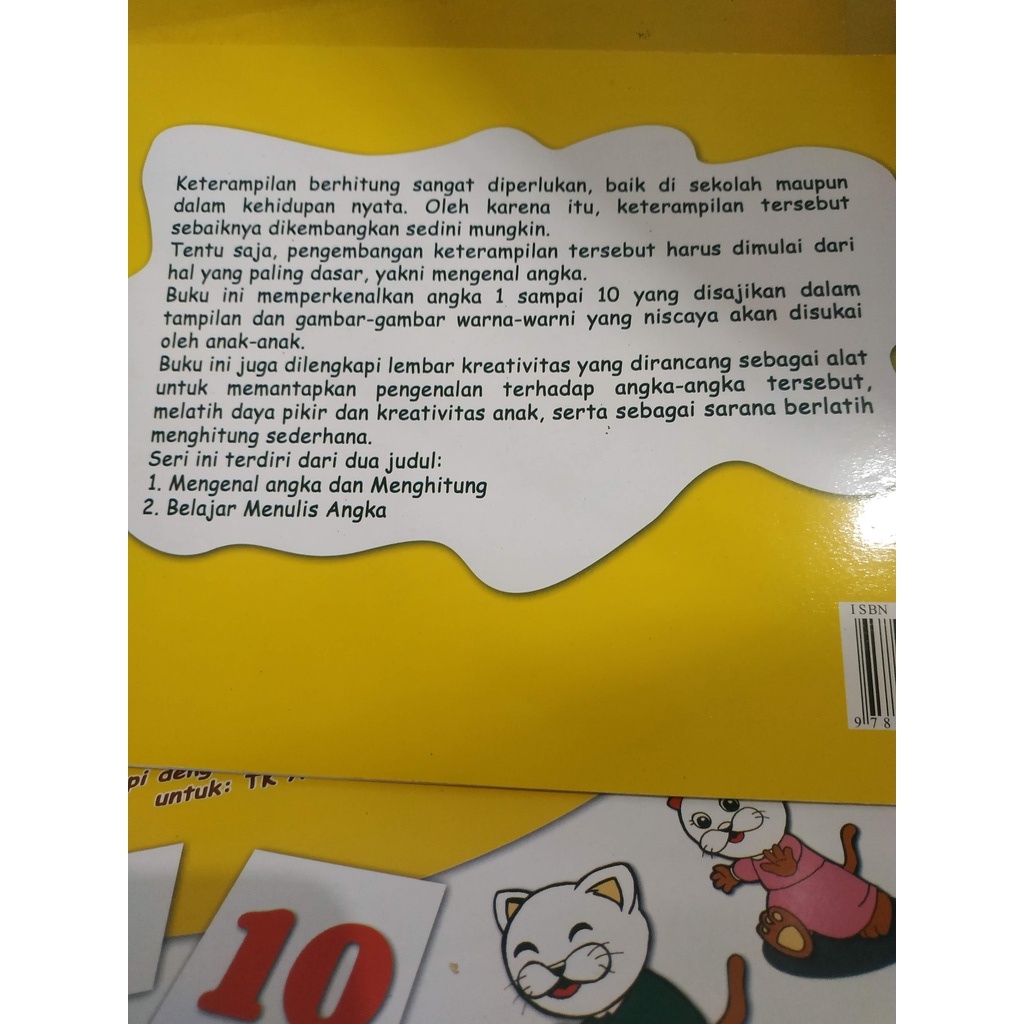 Keterampilan berhitung sangat diperlukan, baik di sekolah maupun
dalam kehidupan nyata. Oleh karena itu, keterampilan tersebut
sebaiknya dikembangkan sedini mungkin.
Tentu saja, pengembangan keterampilan tersebut harus dimulai dari
hal yang paling dasar, yakni mengenal angka.
Buku ini memperkenalkan angka 1 sampai 10 yang disajikan dalam
tampilan dan gambar-gambar warna-warni yang niscaya akan disukai
oleh anak-anak.
Buku ini juga dilengkapi lembar kreativitas yang dirancang sebagai alat
untuk memantapkan pengenalan terhadap angka-angka tersebut,
melatih daya pikir dan kreativitas anak, serta sebagai sarana berlatih
menghitung sederhana.
Seri ini terdiri dari dua judul:
1. Mengenal angka dan Menghitung
2. Belajar Menulis Angka
ISBN
978
untuk: TK
10